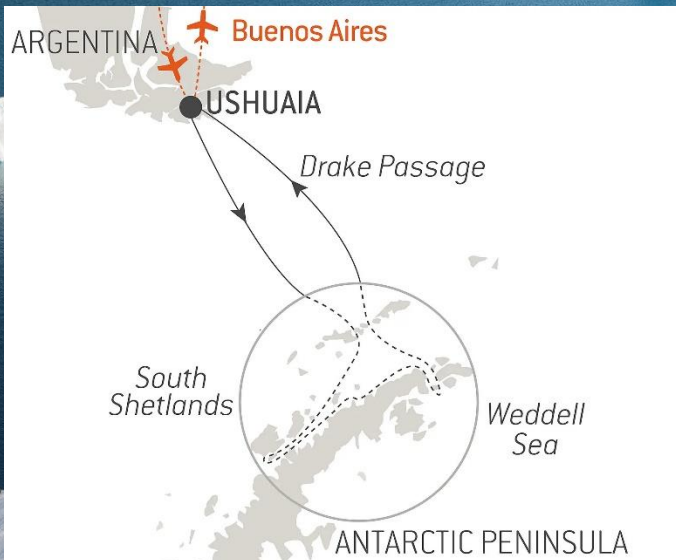 ARGENTINA
Buenos Aires
USHUAIA
Drake Passage
South
Shetlands
Weddell
Sea
ANTARCTIC PENINSULA